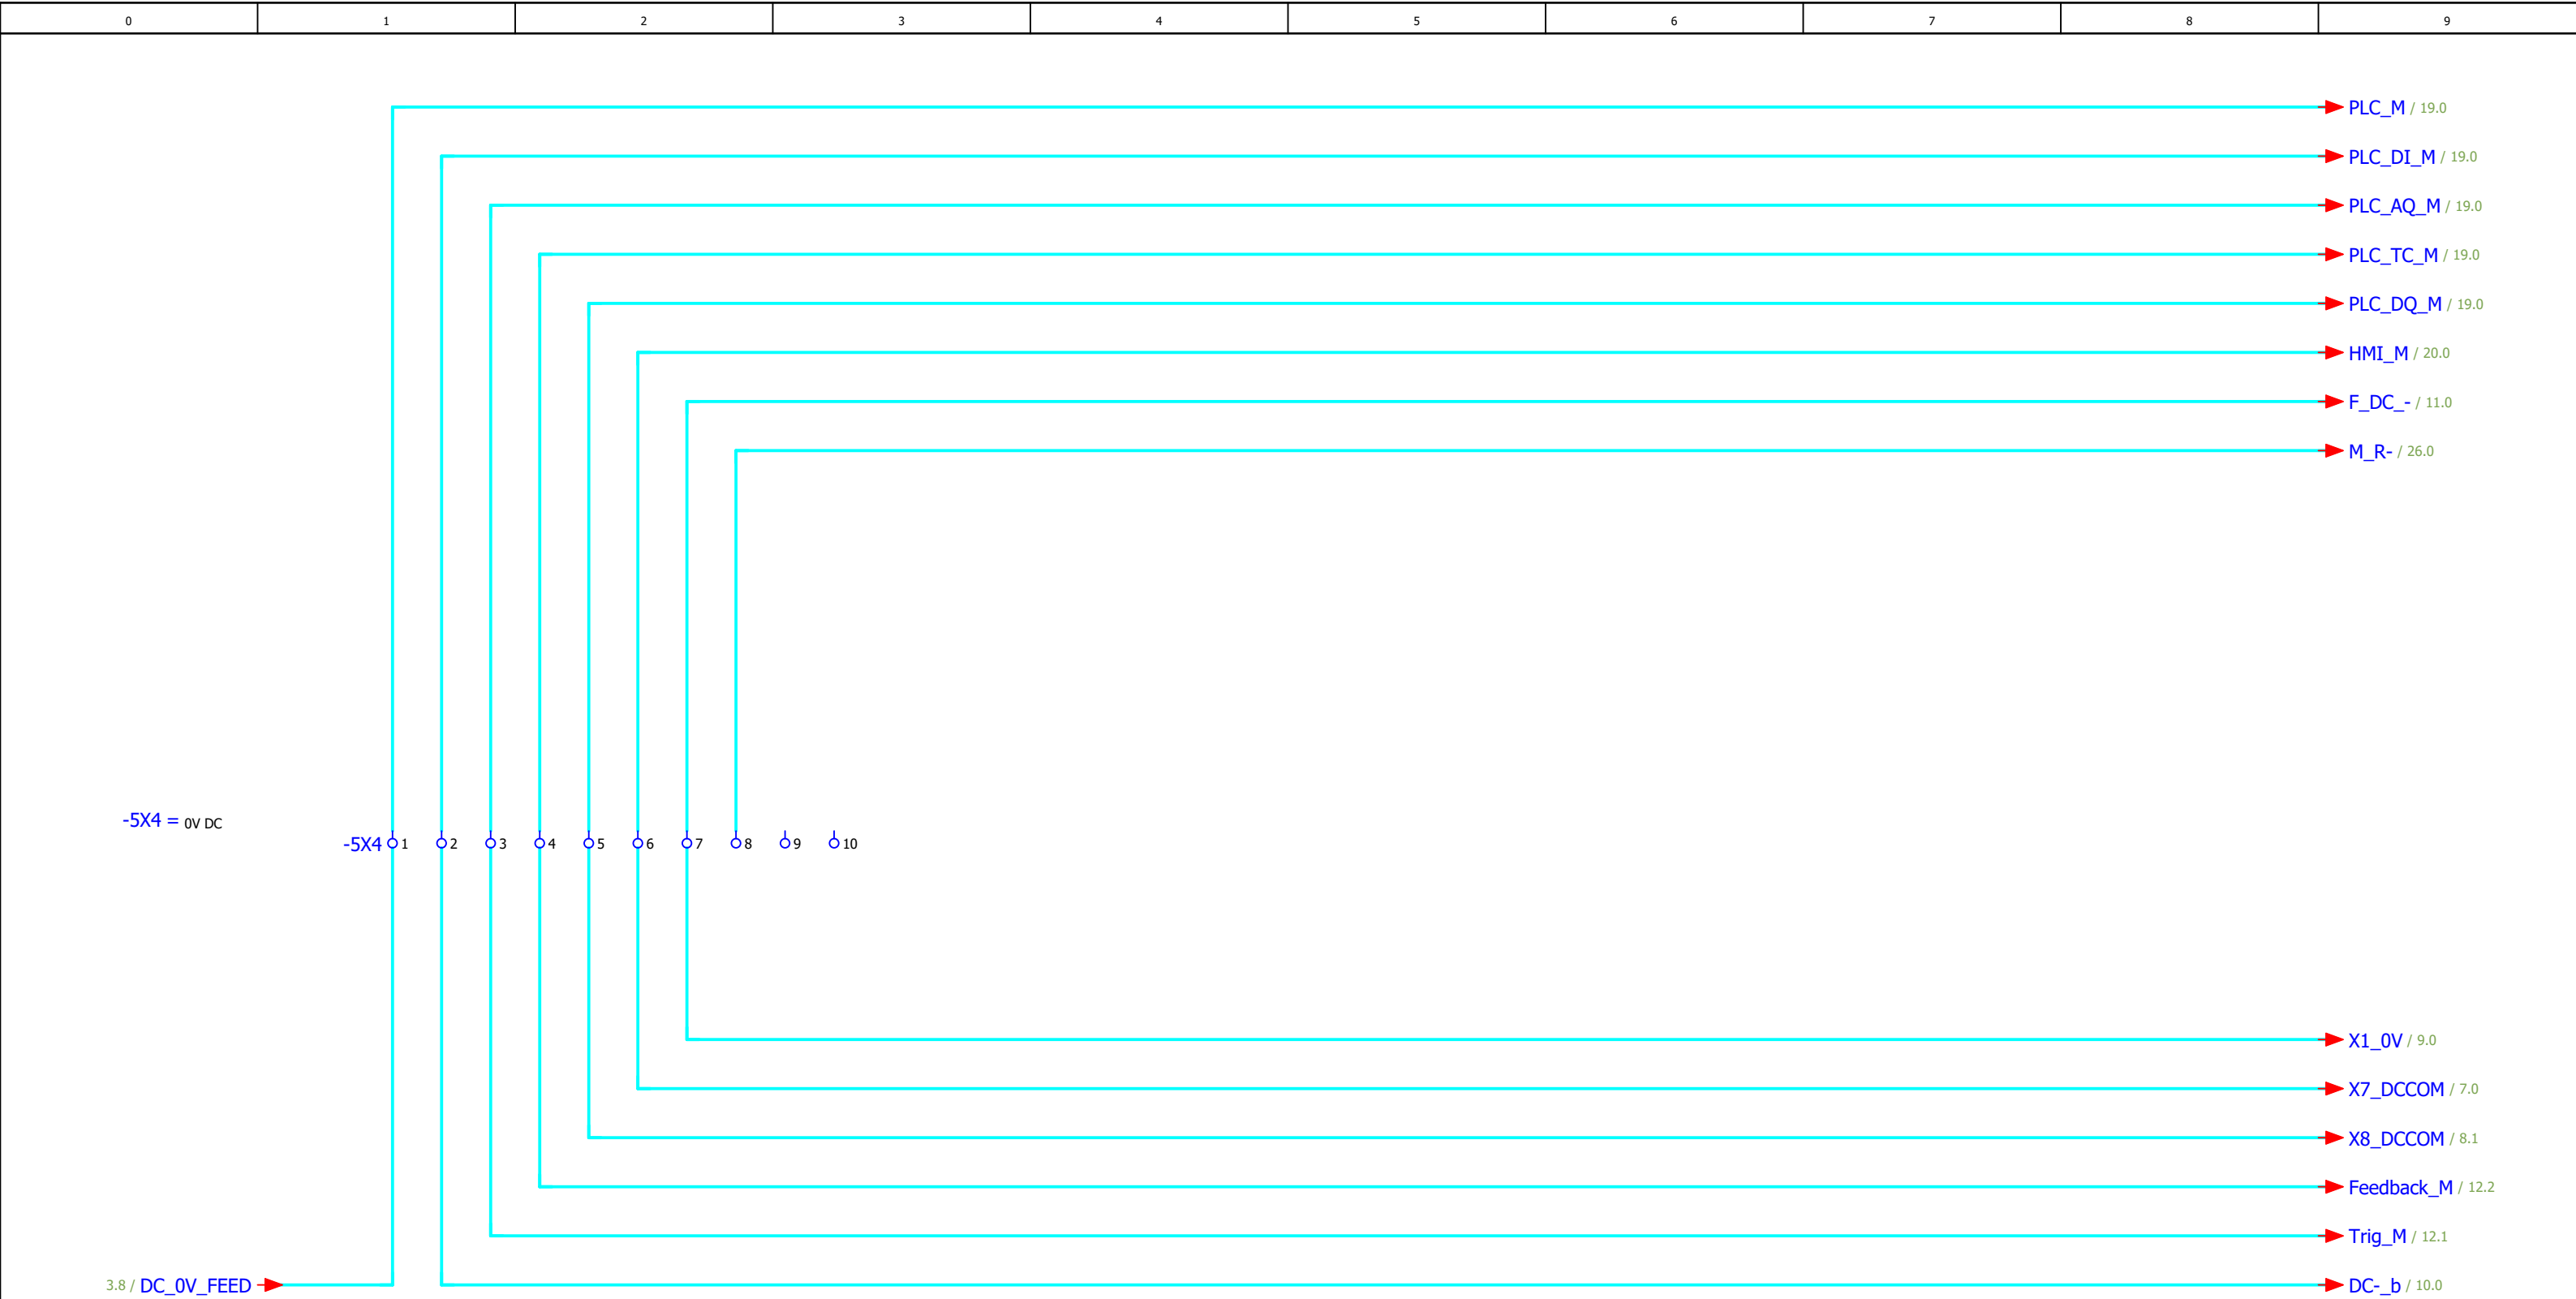 0 1 2 3 4 5 6 7 8 9
PLC_M / 19.0
PLC_DI_M / 19.0
PLC_AQ_M / 19.0
PLC_TC_M / 19.0
PLC_DQ_M / 19.0
HMI_M / 20.0
F_DC_- / 11.0
M_R- / 26.0
-5X4 = 0V DC
-5X4 1 2 3 4 5 6 7 8 9 10
X1_0V / 9.0
X7_DCCOM / 7.0
X8_DCCOM / 8.1
Feedback_M / 12.2
Trig_M / 12.1
3.8 / DC_0V_FEED
DC-_b / 10.0